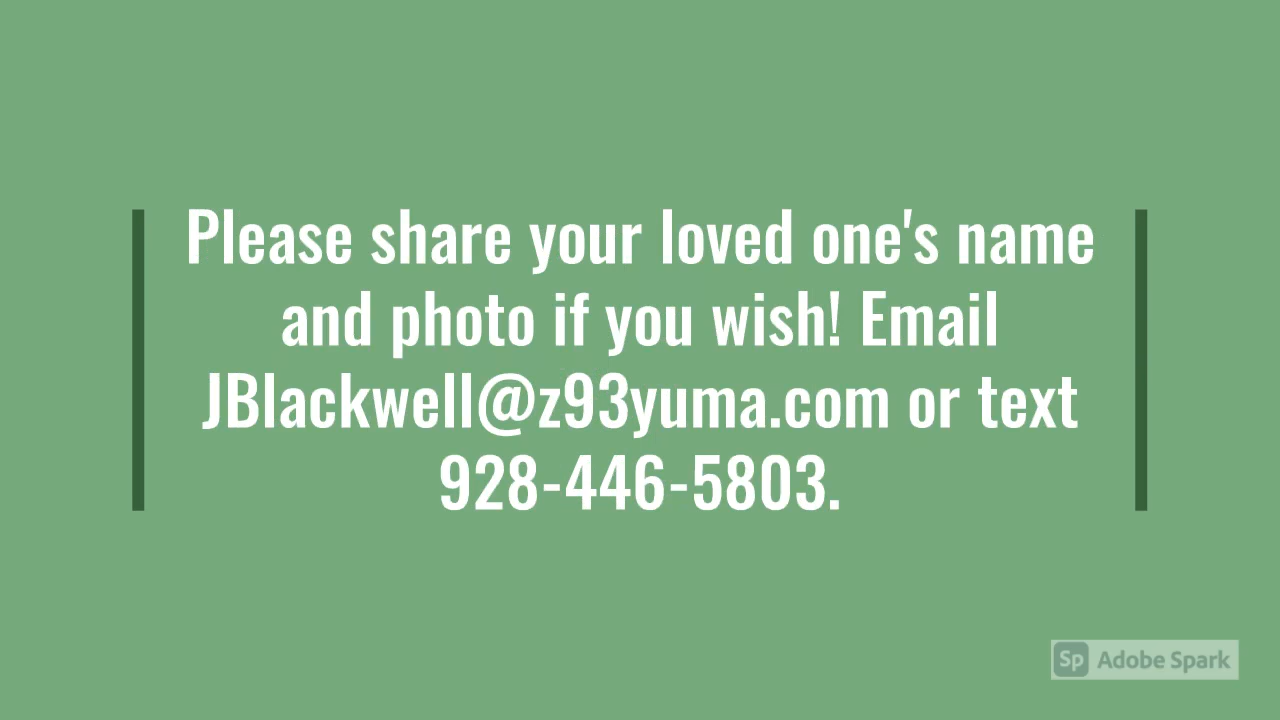 Please share your loved one's name
and photo if you wish! Email
JBlackwell@z93yuma.com or text
928-446-5803.
Sp Adobe Spark